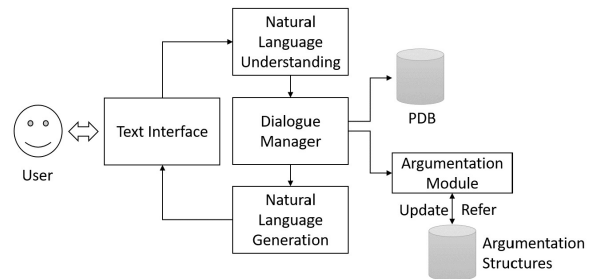 Natural
Language
Understanding
Text Interface
Dialogue
Manager
PDB
User
Argumentation
Module
Natural
Language
Generation
Update Refer
Argumentation
Structures